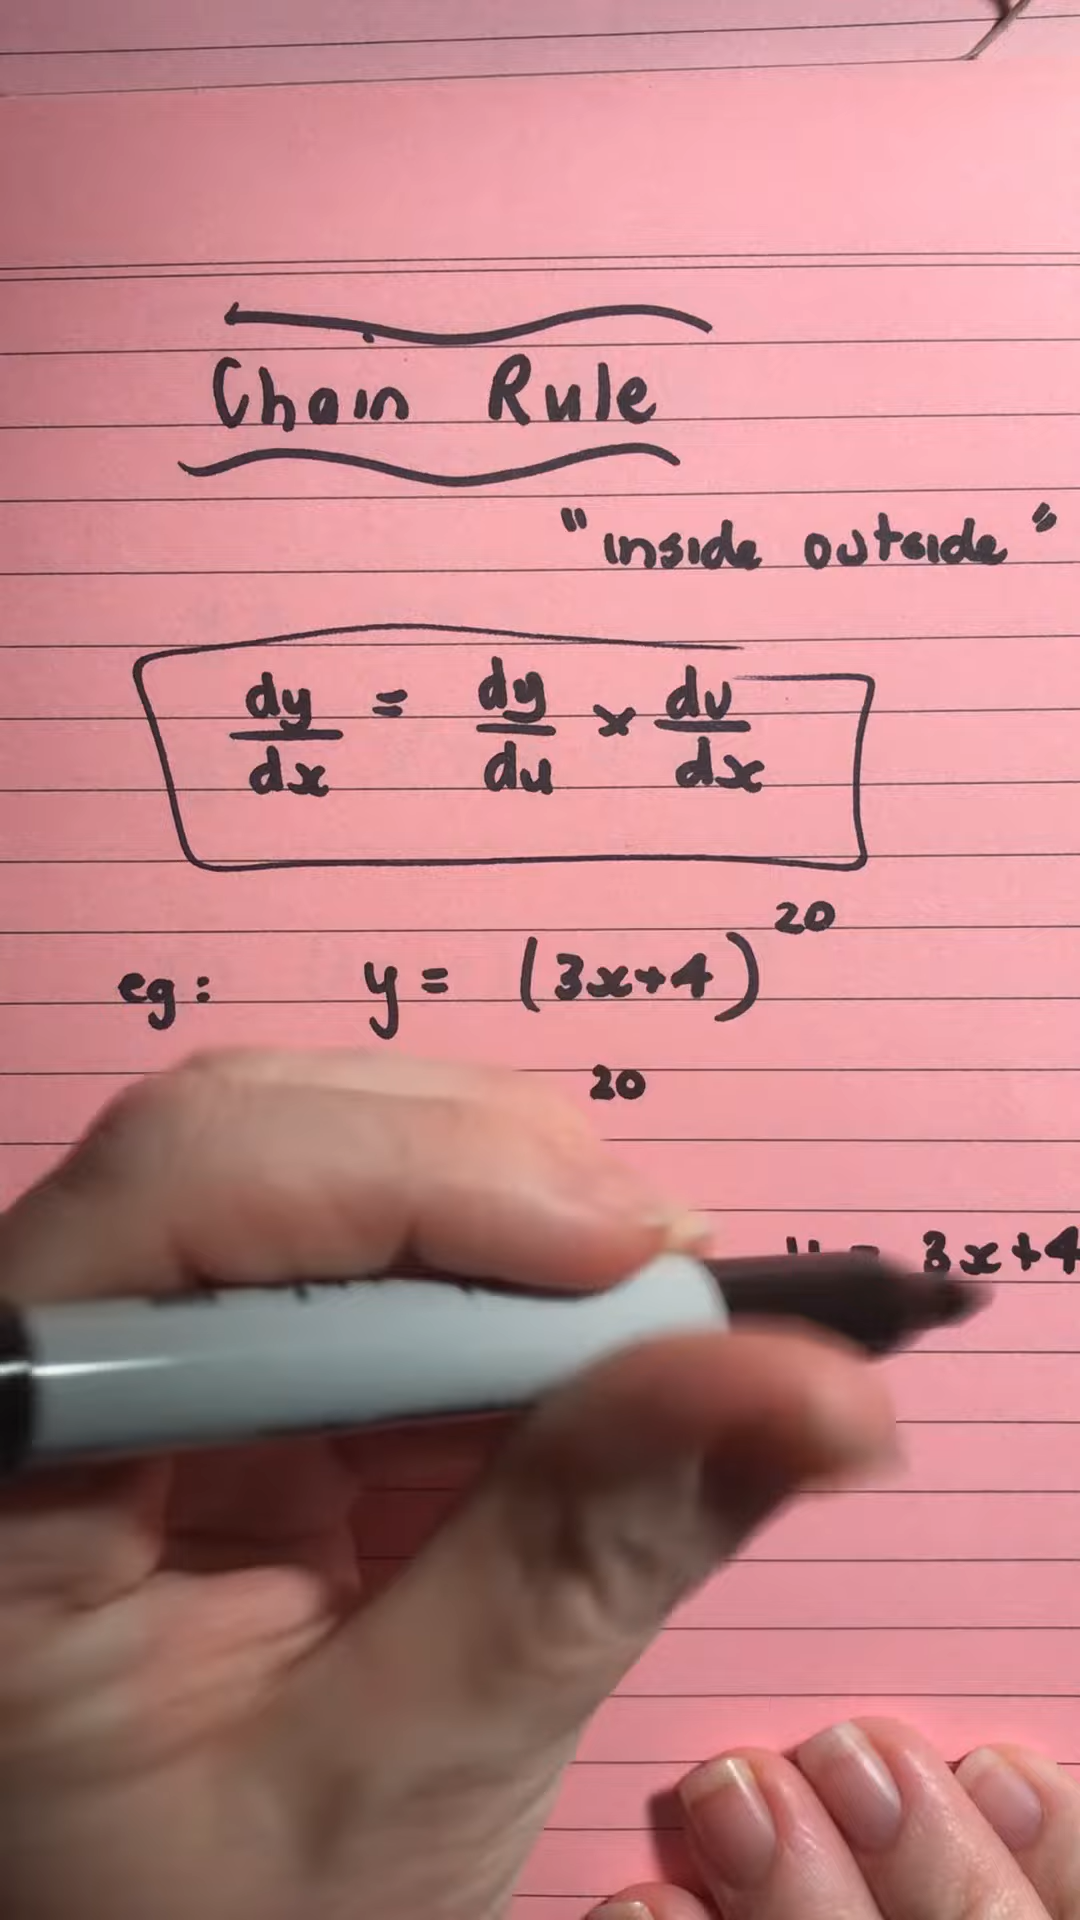 Chain Rule
"inside outside"
dy/dx = dy/du × du/dx
eg: y = (3x+4)^20
20
u = 3x+4